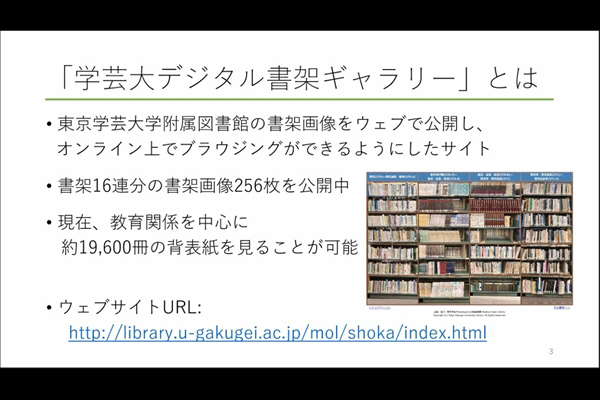 「学芸大デジタル書架ギャラリー」とは
• 東京学芸大学附属図書館の書架画像をウェブで公開し、
オンライン上でブラウジングができるようにしたサイト
• 書架16連分の書架画像256枚を公開中
• 現在、教育関係を中心に
約19,600冊の背表紙を見ることが可能
• ウェブサイトURL:
http://library.u-gakugei.ac.jp/mol/shoka/index.html
3